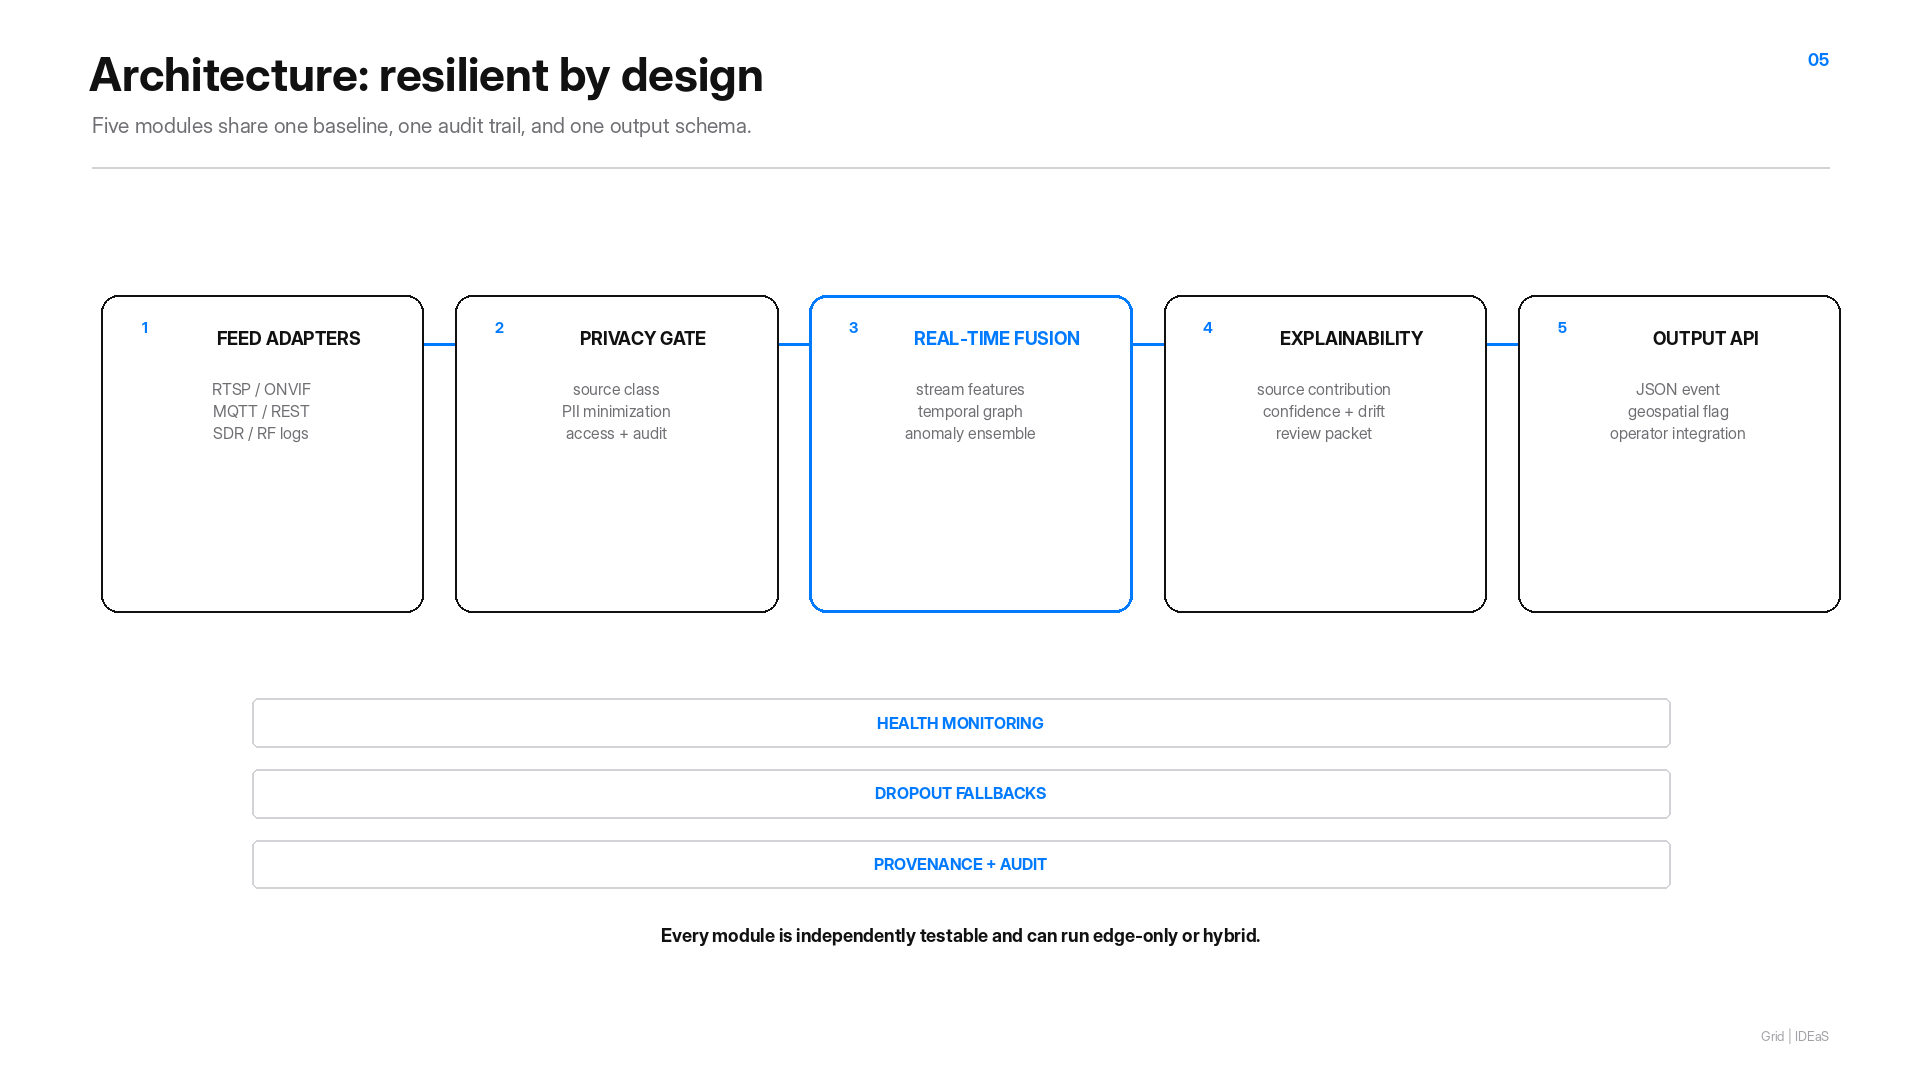 Architecture: resilient by design
05
Five modules share one baseline, one audit trail, and one output schema.
1
FEED ADAPTERS
RTSP / ONVIF
MQTT / REST
SDR / RF logs
2
PRIVACY GATE
source class
PII minimization
access + audit
3
REAL-TIME FUSION
stream features
temporal graph
anomaly ensemble
4
EXPLAINABILITY
source contribution
confidence + drift
review packet
5
OUTPUT API
JSON event
geospatial flag
operator integration
HEALTH MONITORING
DROPOUT FALLBACKS
PROVENANCE + AUDIT
Every module is independently testable and can run edge-only or hybrid.
Grid | IDEaS